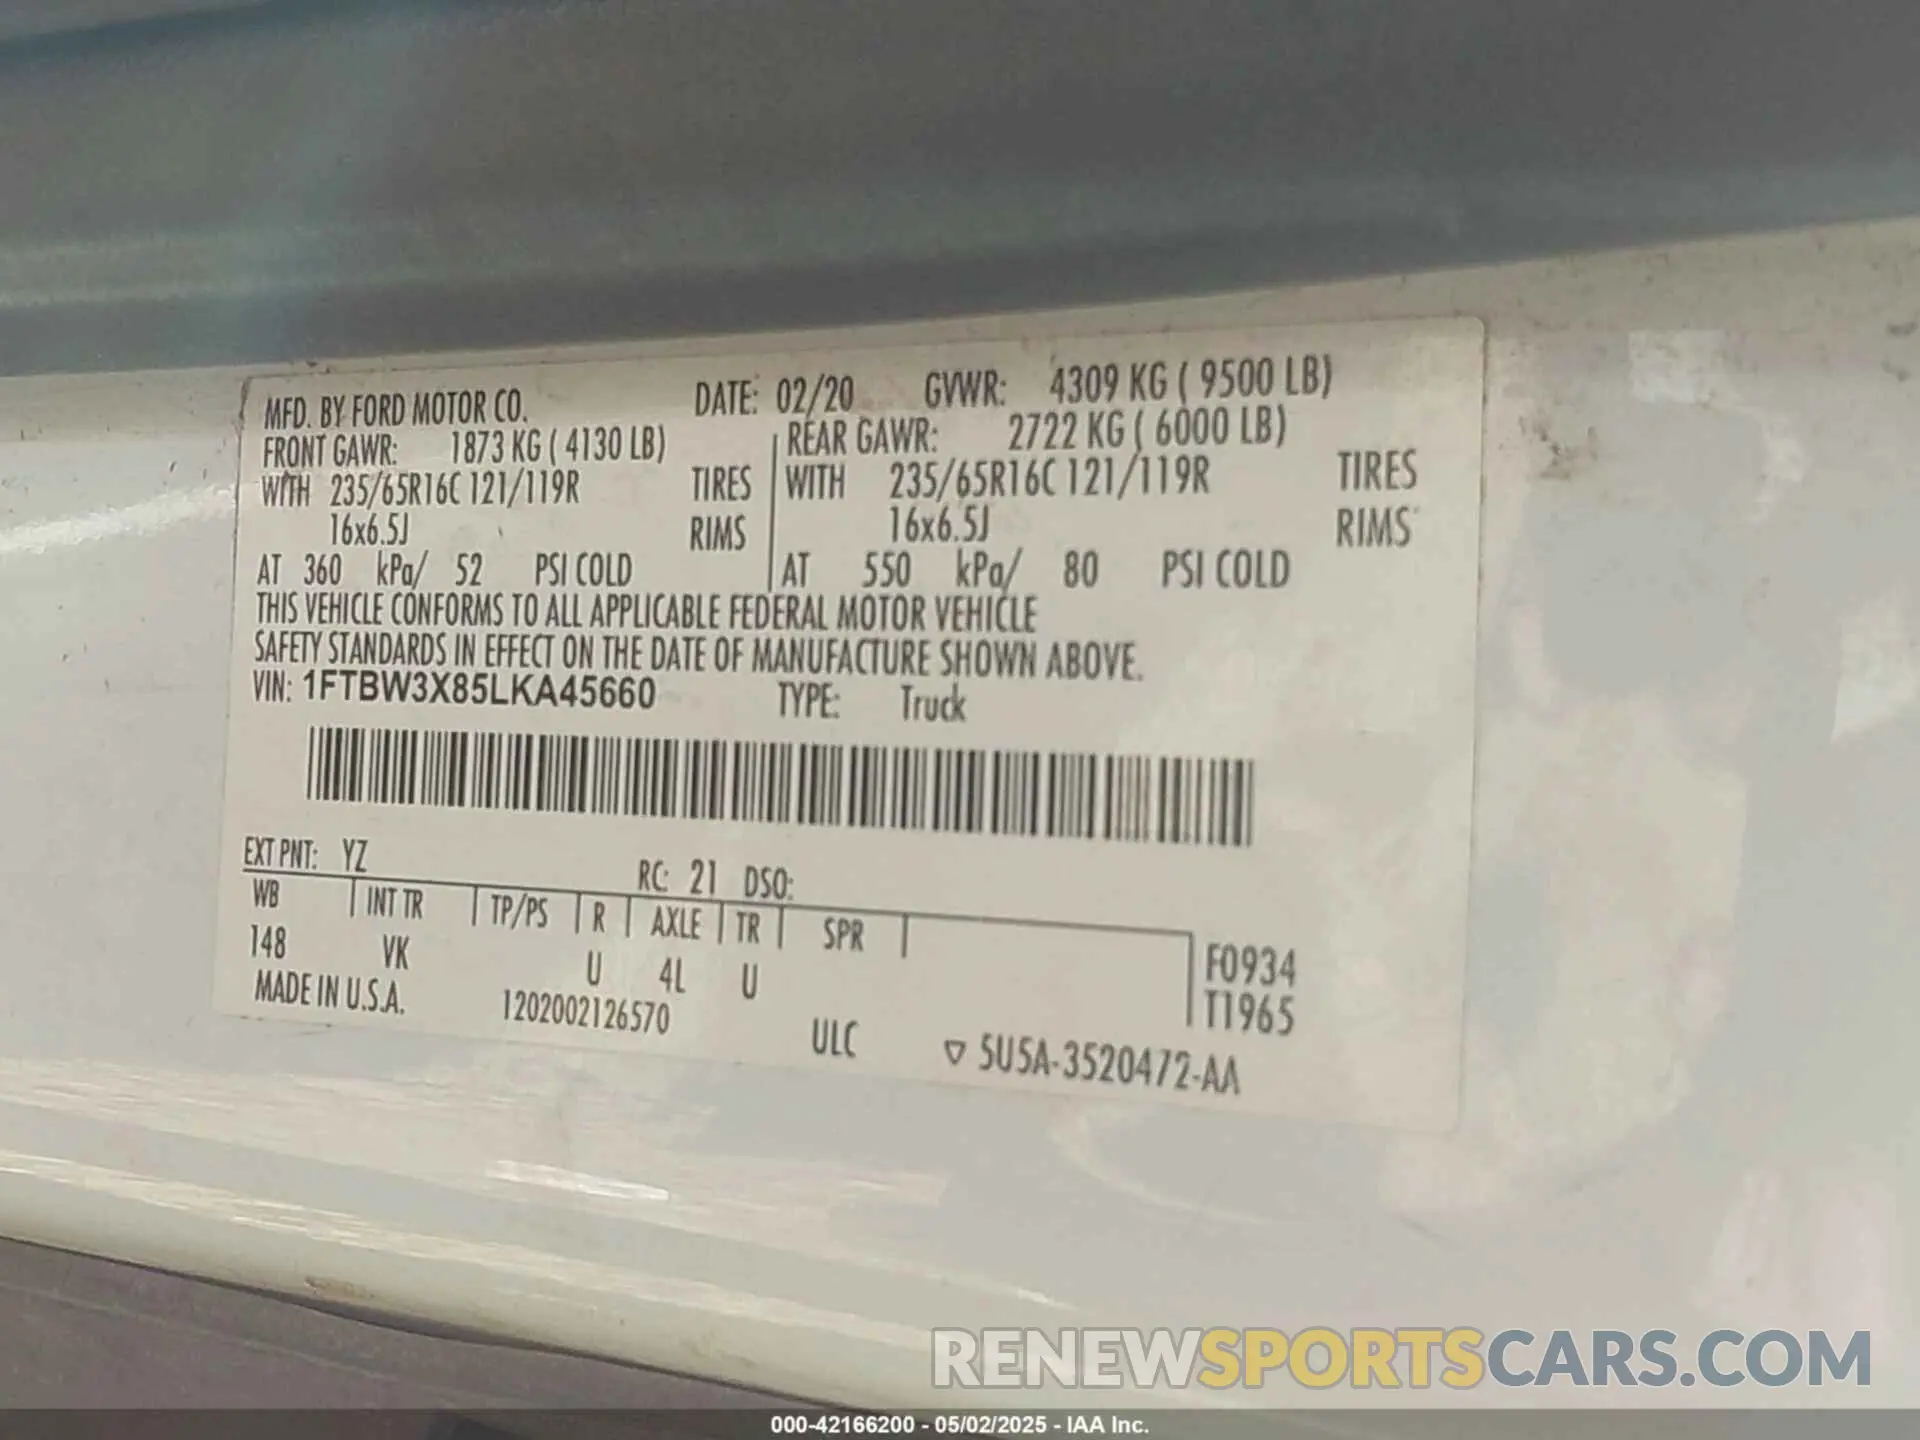 MFD. BY FORD MOTOR CO. DATE: 02/20 GVWR: 4309 KG ( 9500 LB)
FRONT GAWR: 1873 KG ( 4130 LB) REAR GAWR: 2722 KG ( 6000 LB)
WITH 235/65R16C 121/119R TIRES WITH 235/65R16C 121/119R TIRES
16x6.5J RIMS 16x6.5J RIMS
AT 360 kPa/ 52 PSI COLD AT 550 kPa/ 80 PSI COLD
THIS VEHICLE CONFORMS TO ALL APPLICABLE FEDERAL MOTOR VEHICLE
SAFETY STANDARDS IN EFFECT ON THE DATE OF MANUFACTURE SHOWN ABOVE.
VIN: 1FTBW3X85LKA45660 TYPE: Truck
EXT PNT: YZ RC: 21 DSO:
WB INT TR TP/PS R AXLE TR SPR
148 VK U 4L U F0934
T1965
MADE IN U.S.A. 1202002126570 ULC ▽ 5U5A-3520472-AA
RENEWSPORTSCARS.COM
000-42166200 - 05/02/2025 - IAA Inc.